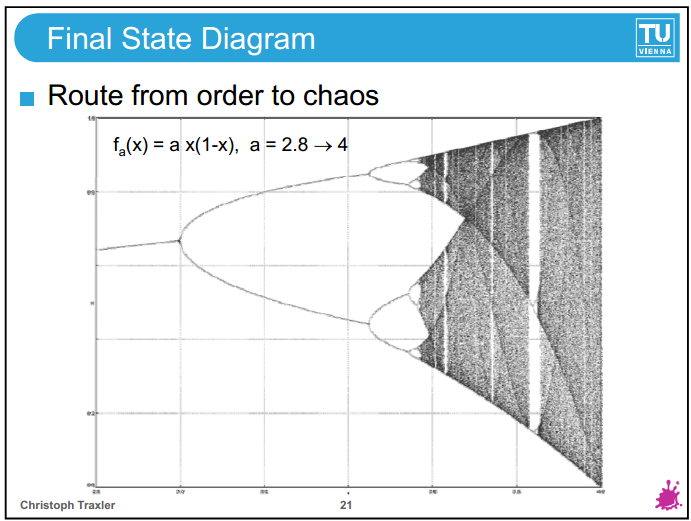 Final State Diagram
TU
VIENNA
Route from order to chaos
fₐ(x) = a x(1-x), a = 2.8 → 4
Christoph Traxler
21